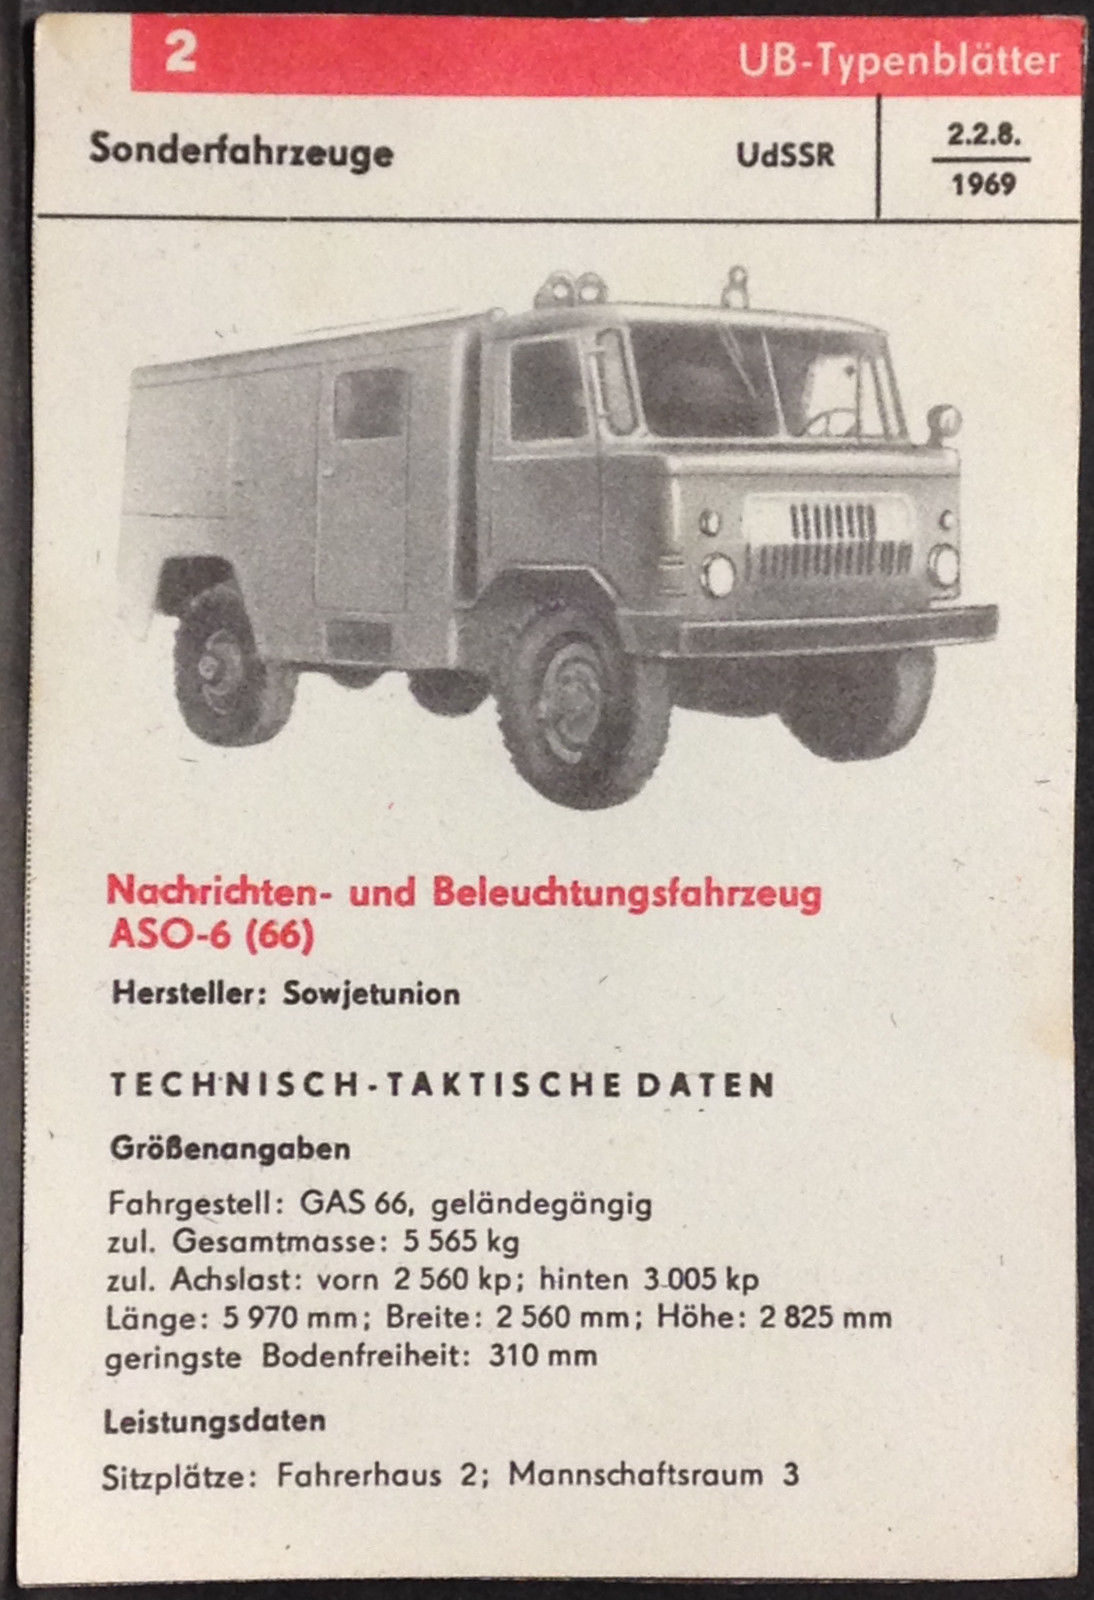 2
UB-Typenblätter
Sonderfahrzeuge
UdSSR
2.2.8.
1969
Nachrichten- und Beleuchtungsfahrzeug
ASO-6 (66)
Hersteller: Sowjetunion
TECHNISCH-TAKTISCHE DATEN
Größenangaben
Fahrgestell: GAS 66, geländegängig
zul. Gesamtmasse: 5 565 kg
zul. Achslast: vorn 2 560 kp; hinten 3 005 kp
Länge: 5 970 mm; Breite: 2 560 mm; Höhe: 2 825 mm
geringste Bodenfreiheit: 310 mm
Leistungsdaten
Sitzplätze: Fahrerhaus 2; Mannschaftsraum 3